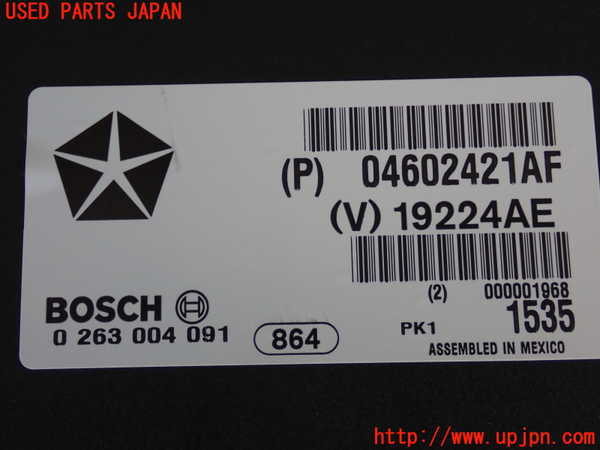 USED PARTS JAPAN
(P) 04602421AF
(V) 19224AE
(2) 000001968
BOSCH
0 263 004 091
864
PK1 1535
ASSEMBLED IN MEXICO
http://www.upjpn.com/